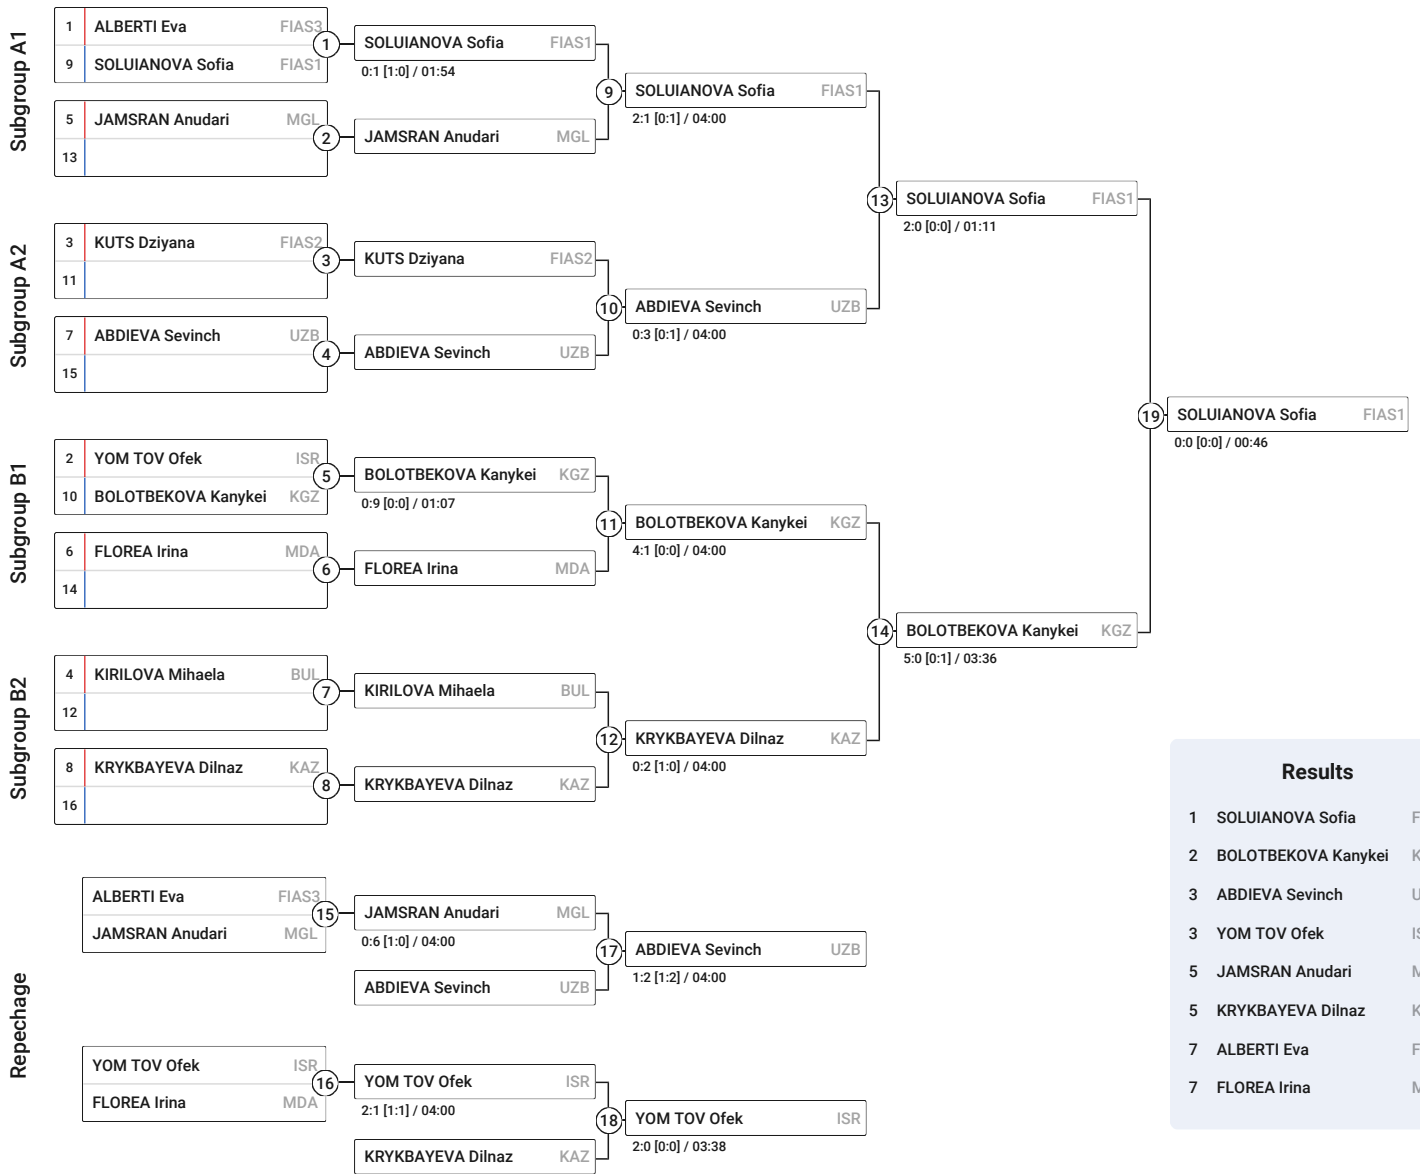 Subgroup A1
1 ALBERTI Eva FIAS3
9 SOLUIANOVA Sofia FIAS1
1
SOLUIANOVA Sofia FIAS1
0:1 [1:0] / 01:54
5 JAMSRAN Anudari MGL
13
2
JAMSRAN Anudari MGL
9
SOLUIANOVA Sofia FIAS1
2:1 [0:1] / 04:00
Subgroup A2
3 KUTS Dziyana FIAS2
11
3
KUTS Dziyana FIAS2
7 ABDIEVA Sevinch UZB
15
4
ABDIEVA Sevinch UZB
10
ABDIEVA Sevinch UZB
0:3 [0:1] / 04:00
13
SOLUIANOVA Sofia FIAS1
2:0 [0:0] / 01:11
Subgroup B1
2 YOM TOV Ofek ISR
10 BOLOTBEKOVA Kanykei KGZ
5
BOLOTBEKOVA Kanykei KGZ
0:9 [0:0] / 01:07
6 FLOREA Irina MDA
14
6
FLOREA Irina MDA
11
BOLOTBEKOVA Kanykei KGZ
4:1 [0:0] / 04:00
Subgroup B2
4 KIRILOVA Mihaela BUL
12
7
KIRILOVA Mihaela BUL
8 KRYKBAYEVA Dilnaz KAZ
16
8
KRYKBAYEVA Dilnaz KAZ
12
KRYKBAYEVA Dilnaz KAZ
0:2 [1:0] / 04:00
14
BOLOTBEKOVA Kanykei KGZ
5:0 [0:1] / 03:36
19
SOLUIANOVA Sofia FIAS1
0:0 [0:0] / 00:46
Repechage
ALBERTI Eva FIAS3
JAMSRAN Anudari MGL
15
JAMSRAN Anudari MGL
0:6 [1:0] / 04:00
ABDIEVA Sevinch UZB
17
ABDIEVA Sevinch UZB
1:2 [1:2] / 04:00
YOM TOV Ofek ISR
FLOREA Irina MDA
16
YOM TOV Ofek ISR
2:1 [1:1] / 04:00
KRYKBAYEVA Dilnaz KAZ
18
YOM TOV Ofek ISR
2:0 [0:0] / 03:38
Results
1 SOLUIANOVA Sofia
2 BOLOTBEKOVA Kanykei
3 ABDIEVA Sevinch
3 YOM TOV Ofek
5 JAMSRAN Anudari
5 KRYKBAYEVA Dilnaz
7 ALBERTI Eva
7 FLOREA Irina